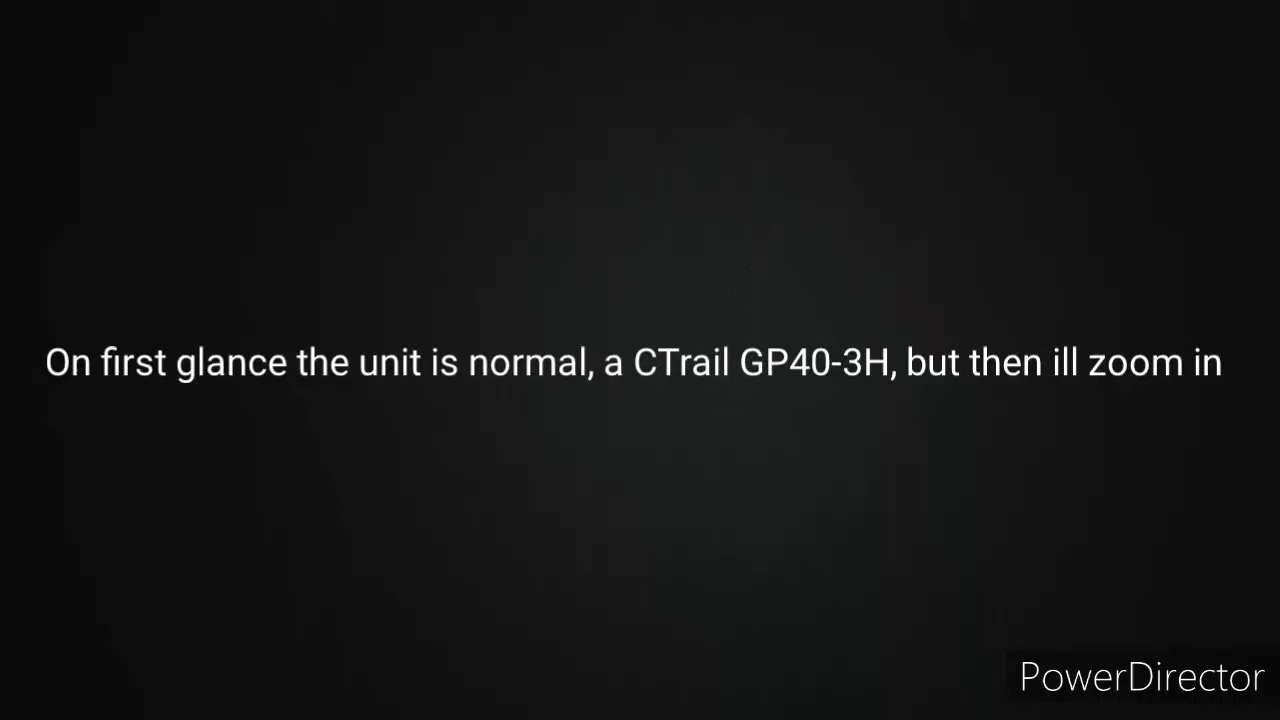 On first glance the unit is normal, a CTrail GP40-3H, but then ill zoom in
PowerDirector